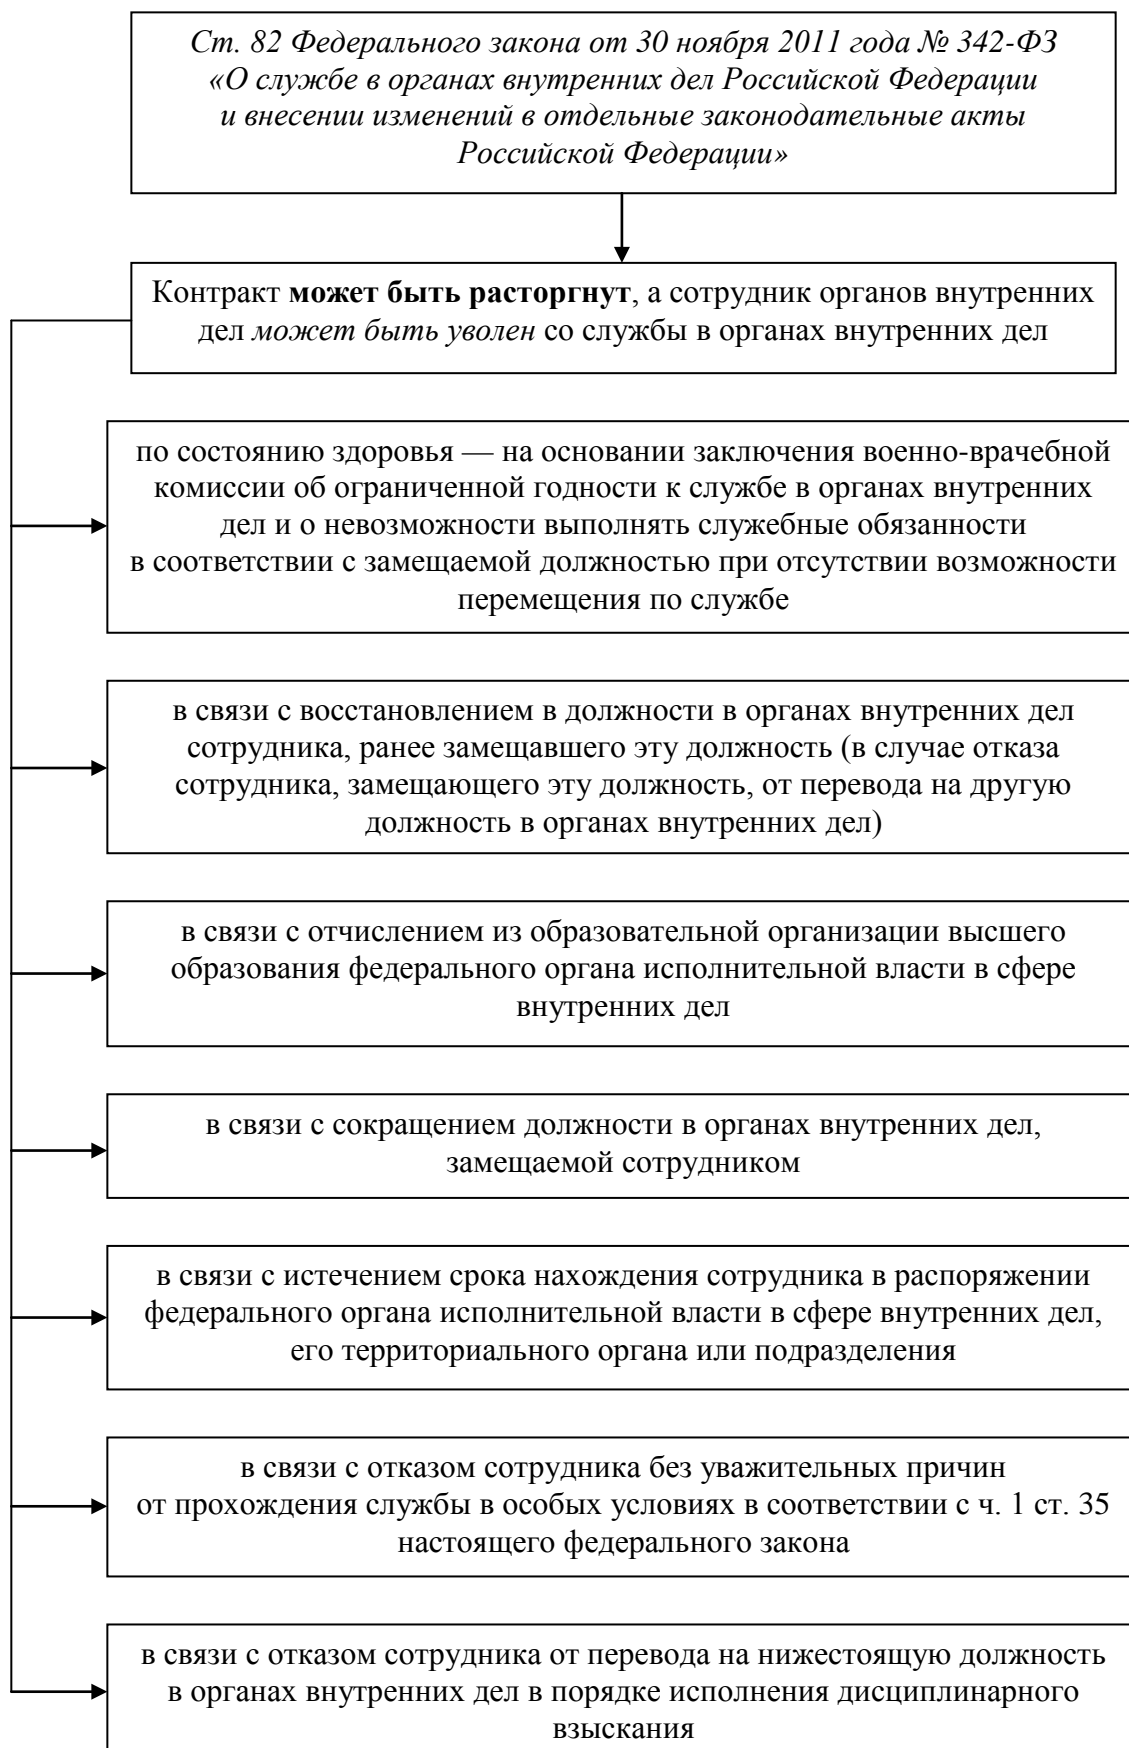 Ст. 82 Федерального закона от 30 ноября 2011 года № 342-ФЗ
«О службе в органах внутренних дел Российской Федерации
и внесении изменений в отдельные законодательные акты
Российской Федерации»
Контракт может быть расторгнут, а сотрудник органов внутренних
дел может быть уволен со службы в органах внутренних дел
по состоянию здоровья — на основании заключения военно-врачебной
комиссии об ограниченной годности к службе в органах внутренних
дел и о невозможности выполнять служебные обязанности
в соответствии с замещаемой должностью при отсутствии возможности
перемещения по службе
в связи с восстановлением в должности в органах внутренних дел
сотрудника, ранее замещавшего эту должность (в случае отказа
сотрудника, замещающего эту должность, от перевода на другую
должность в органах внутренних дел)
в связи с отчислением из образовательной организации высшего
образования федерального органа исполнительной власти в сфере
внутренних дел
в связи с сокращением должности в органах внутренних дел,
замещаемой сотрудником
в связи с истечением срока нахождения сотрудника в распоряжении
федерального органа исполнительной власти в сфере внутренних дел,
его территориального органа или подразделения
в связи с отказом сотрудника без уважительных причин
от прохождения службы в особых условиях в соответствии с ч. 1 ст. 35
настоящего федерального закона
в связи с отказом сотрудника от перевода на нижестоящую должность
в органах внутренних дел в порядке исполнения дисциплинарного
взыскания